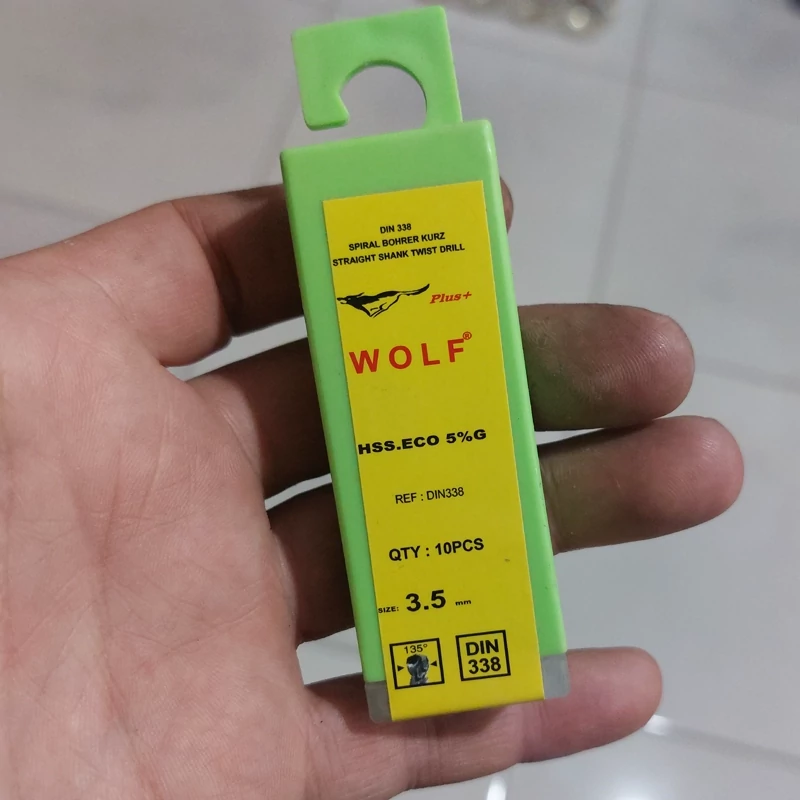 DIN 338
SPIRAL BOHRER KURZ
STRAIGHT SHANK TWIST DRILL
Plus+
WOLF®
HSS.ECO 5%G
REF : DIN338
QTY : 10PCS
SIZE: 3.5 mm
135°
DIN
338